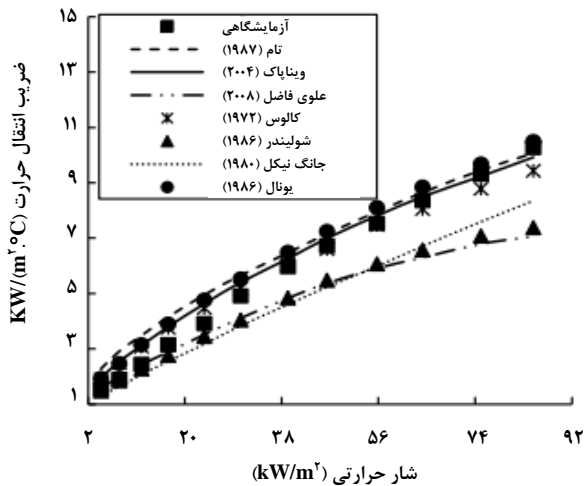 ۱۵
۱۳
۱۱
۹
۷
۵
۳
۱
ضریب انتقال حرارت KW/(m².°C)
آزمایشگاهی
تام (۱۹۸۷)
ویناپاک (۲۰۰۴)
علوی فاضل (۲۰۰۸)
کالوس (۱۹۷۲)
شولیندر (۱۹۸۶)
جانگ نیکل (۱۹۸۰)
یونال (۱۹۸۶)
۲ ۲۰ ۳۸ ۵۶ ۷۴ ۹۲
شار حرارتی (kW/m²)